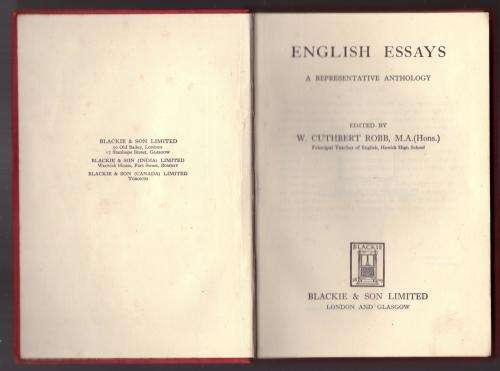 BLACKIE & SON LIMITED
50 Old Bailey, London
17 Stanhope Street, Glasgow
BLACKIE & SON (INDIA) LIMITED
Warwick House, Fort Street, Bombay
BLACKIE & SON (CANADA) LIMITED
Toronto
ENGLISH ESSAYS
A REPRESENTATIVE ANTHOLOGY
EDITED BY
W. CUTHBERT ROBB, M.A.(Hons.)
Principal Teacher of English, Hawick High School
BLACKIE
BLACKIE & SON LIMITED
LONDON AND GLASGOW